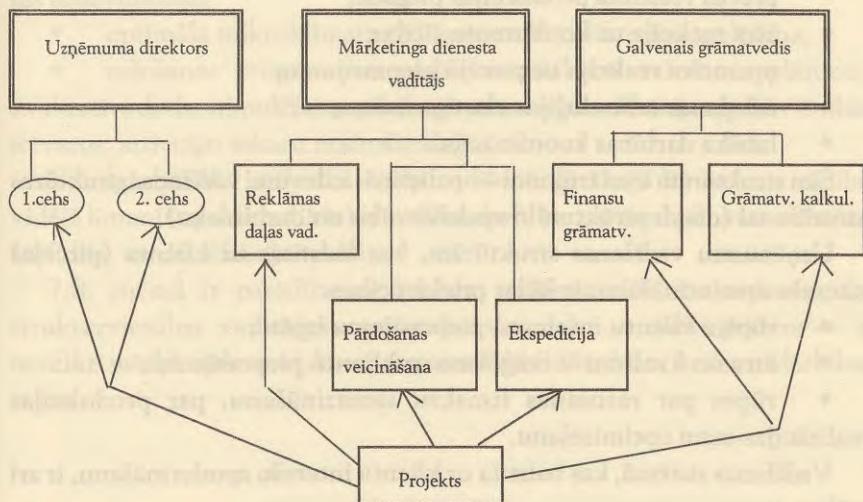 Uzņēmuma direktors
Mārketinga dienesta
vadītājs
Galvenais grāmatvedis
1.cehs
2. cehs
Reklāmas
daļas vad.
Finansu
grāmatv.
Grāmatv. kalkul.
Pārdošanas
veicināšana
Ekspedīcija
Projekts